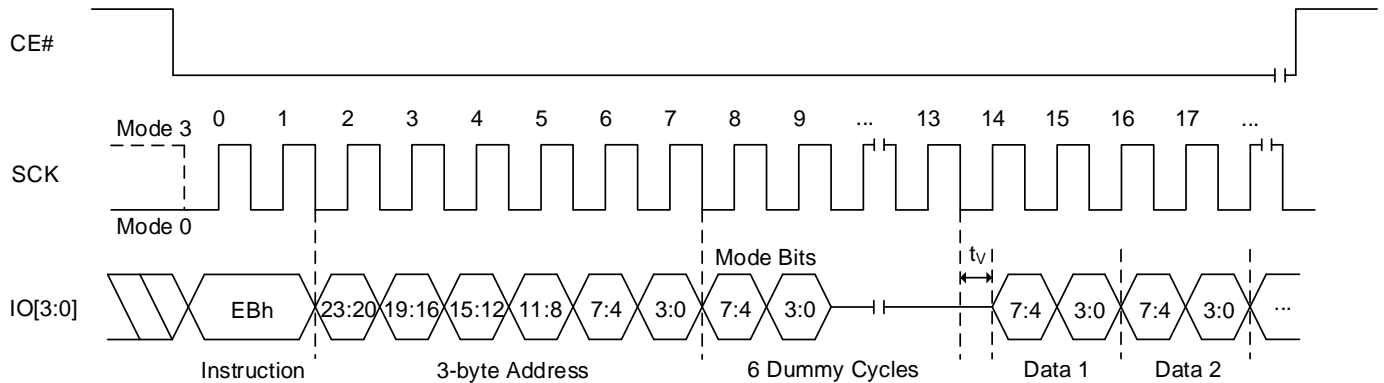 CE#
0 1 2 3 4 5 6 7 8 9 ... 13 14 15 16 17 ...
Mode 3
SCK
Mode 0
Mode Bits tV
IO[3:0] EBh 23:20 19:16 15:12 11:8 7:4 3:0 7:4 3:0 7:4 3:0 7:4 3:0 ...
Instruction 3-byte Address 6 Dummy Cycles Data 1 Data 2